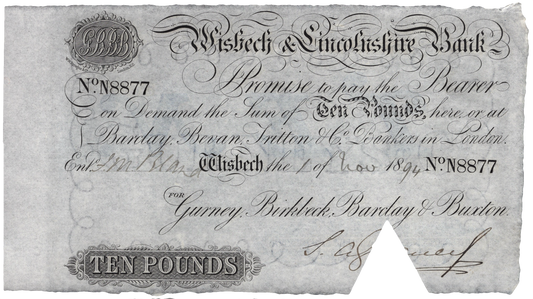 Wisbech & Lincolnshire Bank
No. N8877
I Promise to pay the Bearer
on Demand the Sum of Ten Pounds, here or at
Barclay, Bevan, Tritton & Co. Bankers in London.
Entd. Wisbech the 1 of Nov 1894 No. N8877
FOR
Gurney, Birkbeck, Barclay & Buxton.
TEN POUNDS